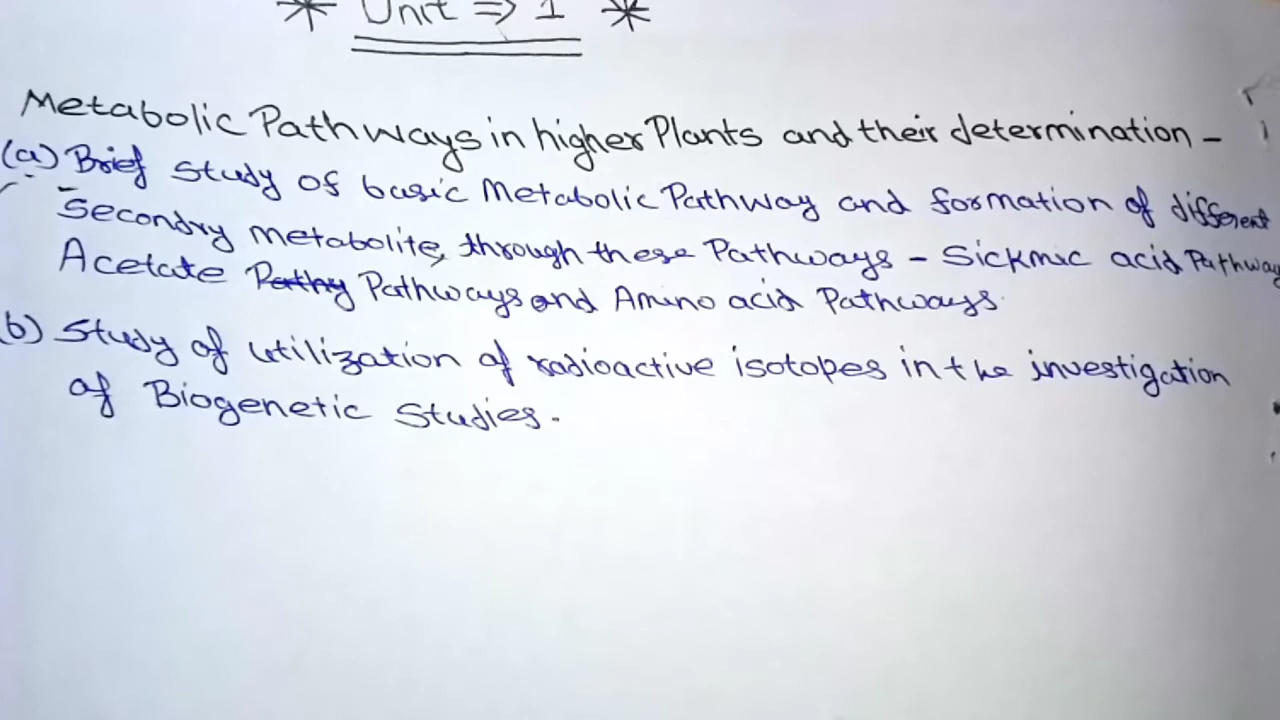 * Unit ⇒ 1 *
Metabolic Pathways in higher Plants and their determination -
(a) Brief study of basic Metabolic Pathway and formation of different
Secondry metabolites through these Pathways - Sickmic acid Pathway
Acetate Pathy Pathways and Amino acid Pathways.
(b) Study of utilization of radioactive isotopes in the investigation
of Biogenetic Studies.